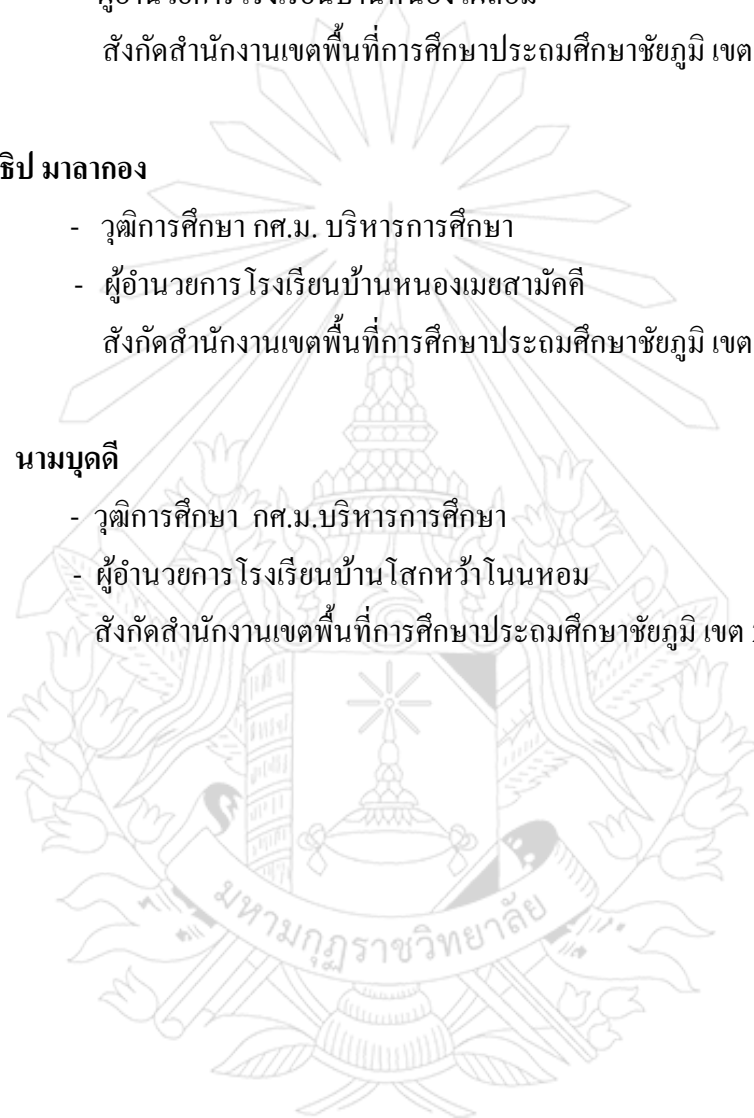 สังกัดสำนักงานเขตพื้นที่การศึกษาประถมศึกษาชัยภูมิ เขต
ธิป มาลากอง
- วุฒิการศึกษา กศ.ม. บริหารการศึกษา
- ผู้อำนวยการโรงเรียนบ้านหนองเมยสามัคคี
สังกัดสำนักงานเขตพื้นที่การศึกษาประถมศึกษาชัยภูมิ เขต
นามบุดดี
- วุฒิการศึกษา กศ.ม.บริหารการศึกษา
- ผู้อำนวยการโรงเรียนบ้านโสกหว้าโนนหอม
สังกัดสำนักงานเขตพื้นที่การศึกษาประถมศึกษาชัยภูมิ เขต
มหามกุฏราชวิทยาลัย